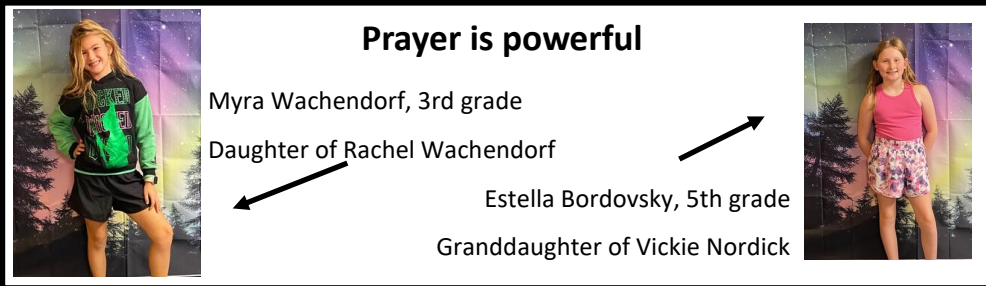 Prayer is powerful
Myra Wachendorf, 3rd grade
Daughter of Rachel Wachendorf
Estella Bordovsky, 5th grade
Granddaughter of Vickie Nordick